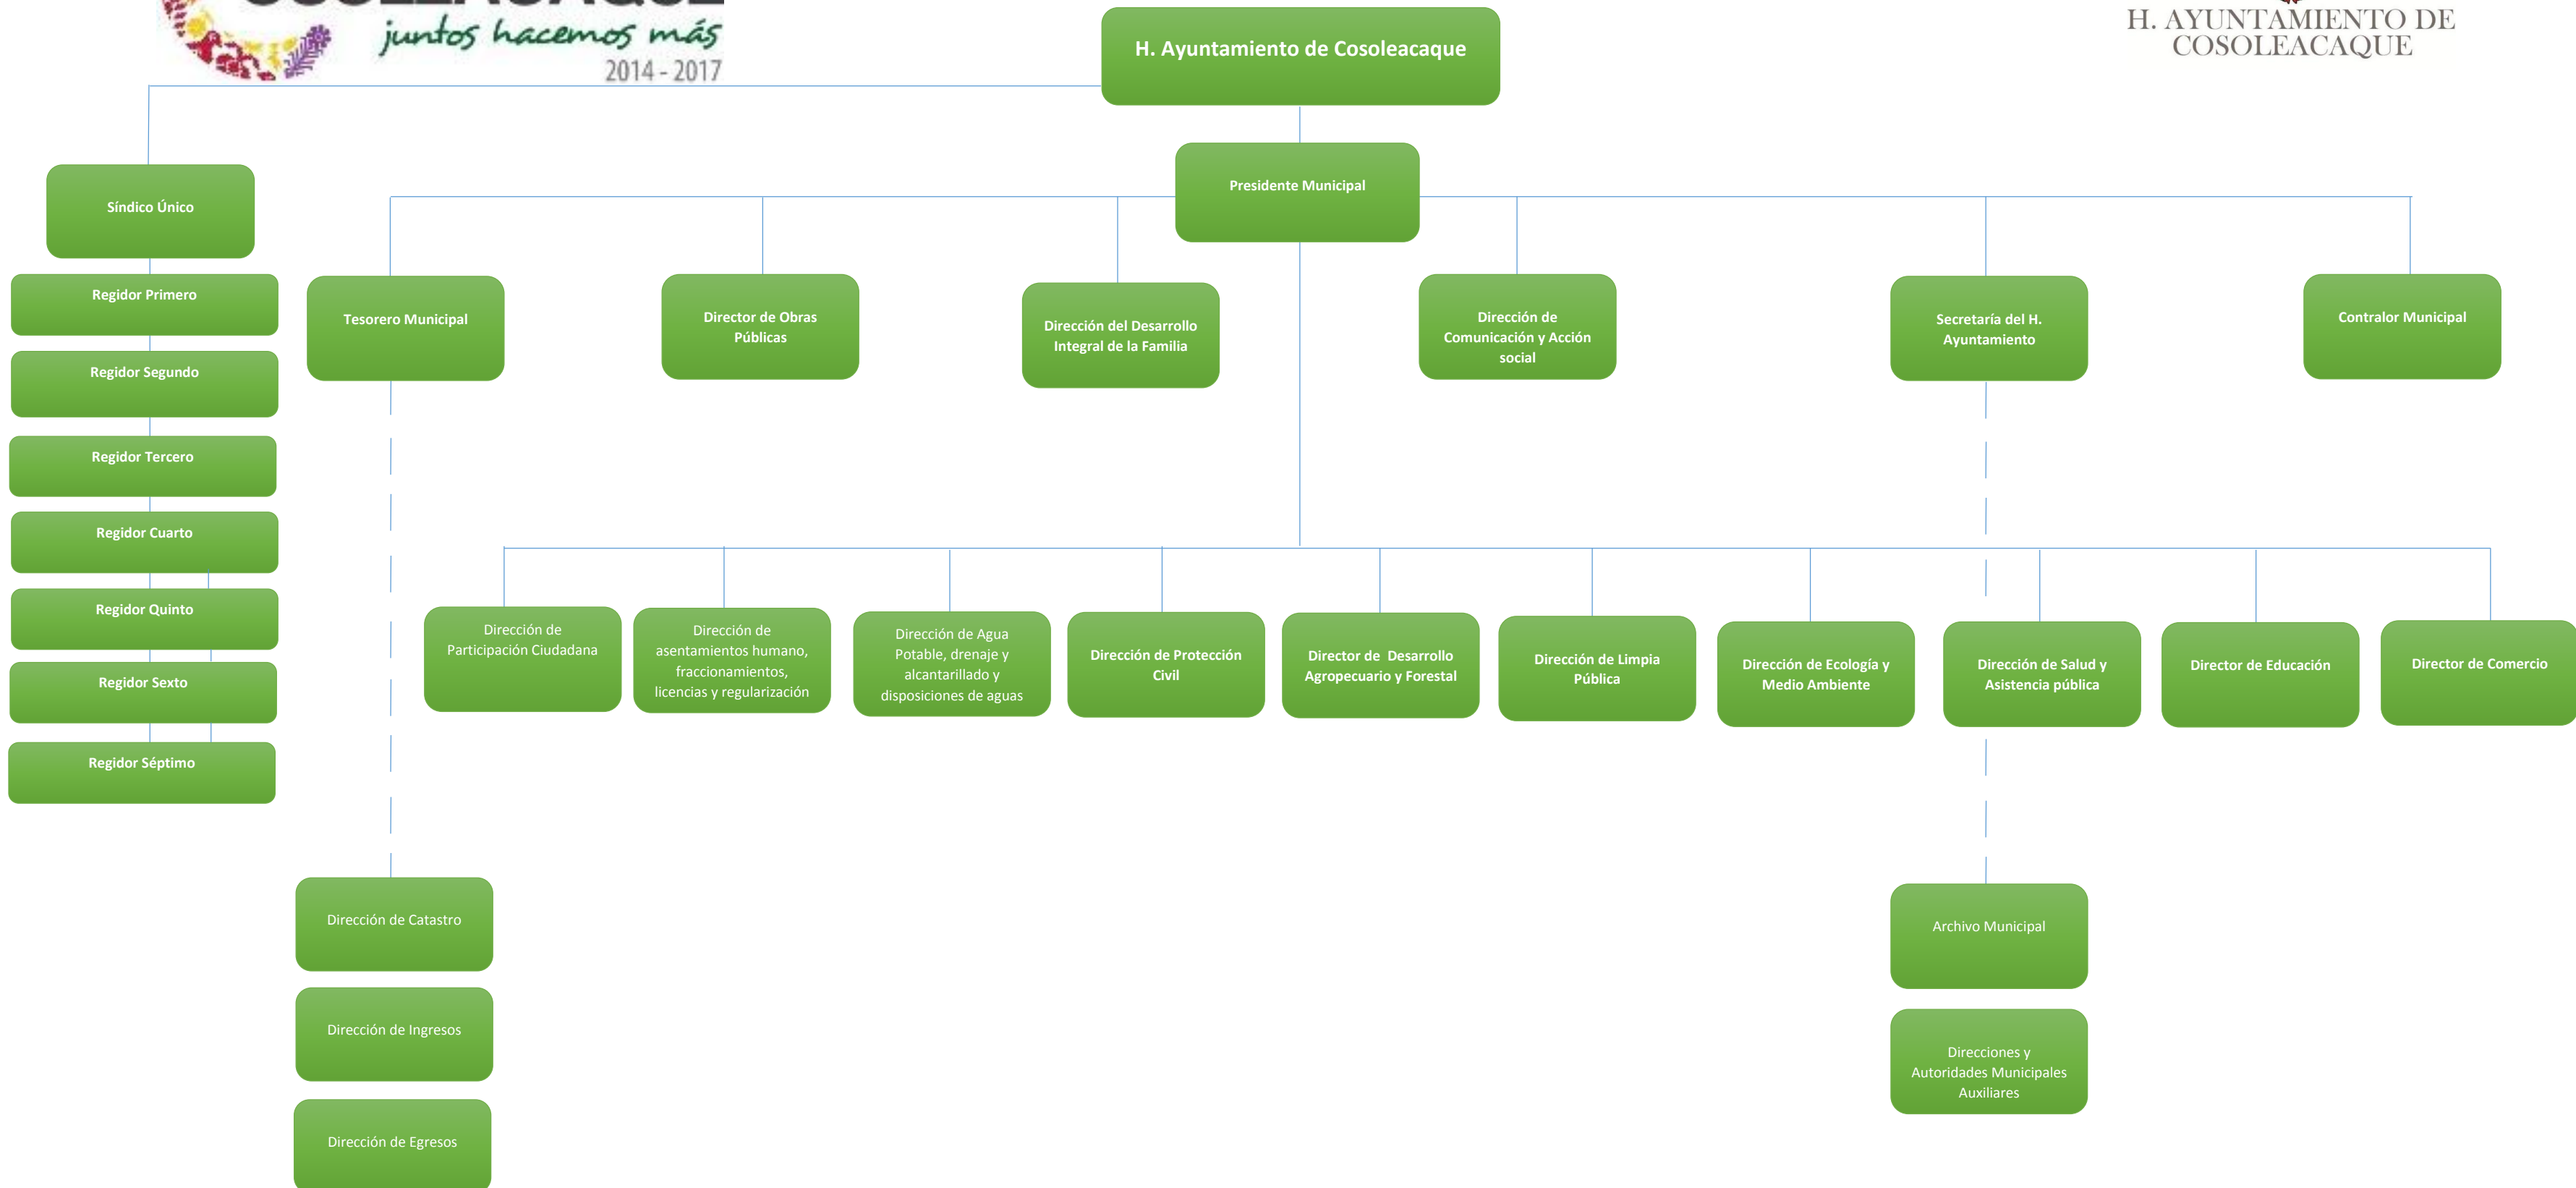 juntos hacemos más
2014 - 2017
H. Ayuntamiento de Cosoleacaque
H. AYUNTAMIENTO DE
COSOLEACAQUE
Presidente Municipal
Síndico Único
Regidor Primero
Regidor Segundo
Regidor Tercero
Regidor Cuarto
Regidor Quinto
Regidor Sexto
Regidor Séptimo
Tesorero Municipal
Director de Obras
Públicas
Dirección del Desarrollo
Integral de la Familia
Dirección de
Comunicación y Acción
social
Secretaría del H.
Ayuntamiento
Contralor Municipal
Dirección de
Participación Ciudadana
Dirección de
asentamientos humano,
fraccionamientos,
licencias y regularización
Dirección de Agua
Potable, drenaje y
alcantarillado y
disposiciones de aguas
Dirección de Protección
Civil
Director de  Desarrollo
Agropecuario y Forestal
Dirección de Limpia
Pública
Dirección de Ecología y
Medio Ambiente
Dirección de Salud y
Asistencia pública
Director de Educación
Director de Comercio
Dirección de Catastro
Dirección de Ingresos
Dirección de Egresos
Archivo Municipal
Direcciones y
Autoridades Municipales
Auxiliares